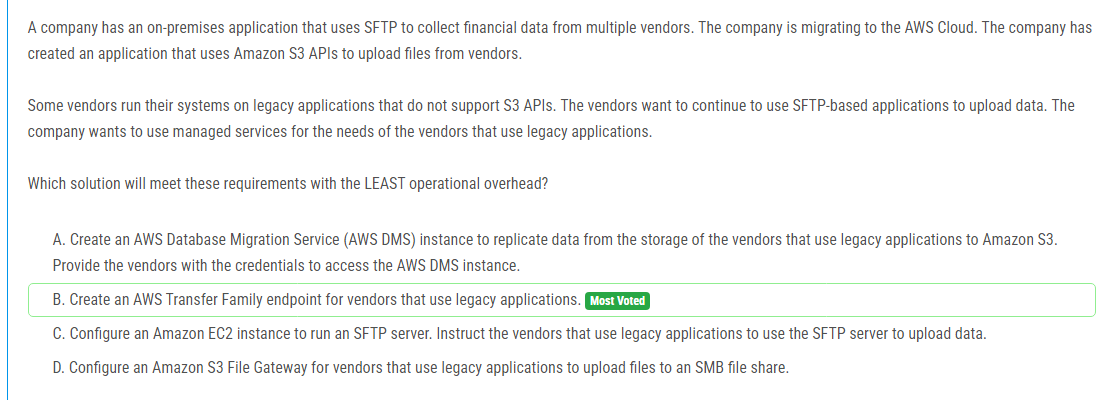 A company has an on-premises application that uses SFTP to collect financial data from multiple vendors. The company is migrating to the AWS Cloud. The company has
created an application that uses Amazon S3 APIs to upload files from vendors.
Some vendors run their systems on legacy applications that do not support S3 APIs. The vendors want to continue to use SFTP-based applications to upload data. The
company wants to use managed services for the needs of the vendors that use legacy applications.
Which solution will meet these requirements with the LEAST operational overhead?
A. Create an AWS Database Migration Service (AWS DMS) instance to replicate data from the storage of the vendors that use legacy applications to Amazon S3.
Provide the vendors with the credentials to access the AWS DMS instance.
B. Create an AWS Transfer Family endpoint for vendors that use legacy applications. Most Voted
C. Configure an Amazon EC2 instance to run an SFTP server. Instruct the vendors that use legacy applications to use the SFTP server to upload data.
D. Configure an Amazon S3 File Gateway for vendors that use legacy applications to upload files to an SMB file share.